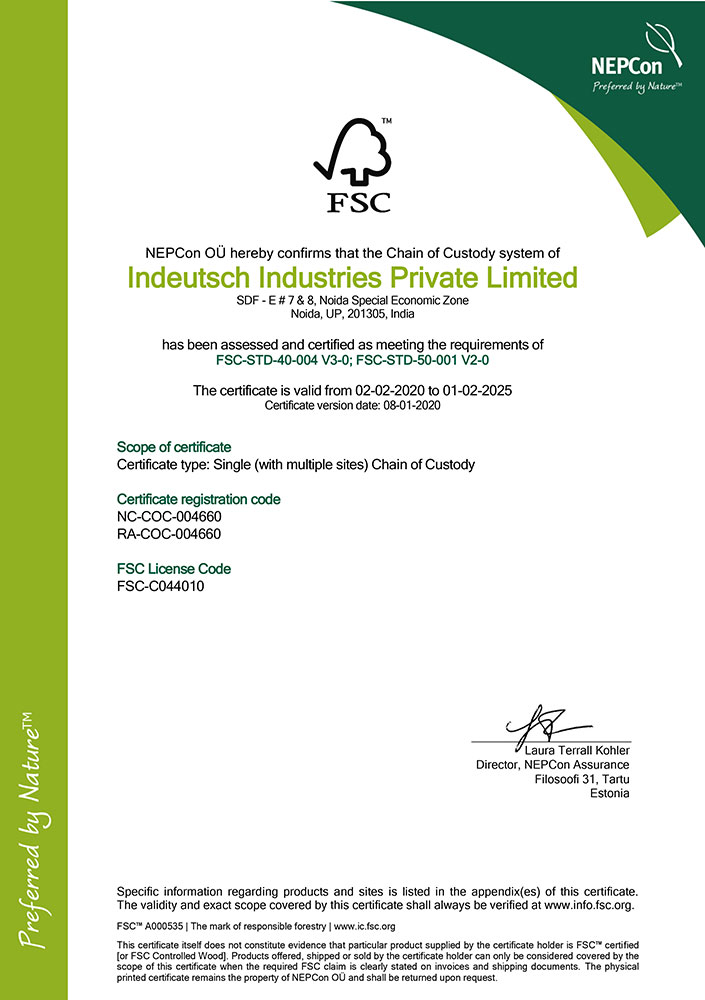 NEPCon
Preferred by Nature™
™
FSC
NEPCon OÜ hereby confirms that the Chain of Custody system of
Indeutsch Industries Private Limited
SDF - E # 7 & 8, Noida Special Economic Zone
Noida, UP, 201305, India
has been assessed and certified as meeting the requirements of
FSC-STD-40-004 V3-0; FSC-STD-50-001 V2-0
The certificate is valid from 02-02-2020 to 01-02-2025
Certificate version date: 08-01-2020
Scope of certificate
Certificate type: Single (with multiple sites) Chain of Custody
Certificate registration code
NC-COC-004660
RA-COC-004660
FSC License Code
FSC-C044010
Laura Terrall Kohler
Director, NEPCon Assurance
Filosoofi 31, Tartu
Estonia
Preferred by Nature™
Specific information regarding products and sites is listed in the appendix(es) of this certificate.
The validity and exact scope covered by this certificate shall always be verified at www.info.fsc.org.
FSC™ A000535 | The mark of responsible forestry | www.ic.fsc.org
This certificate itself does not constitute evidence that particular product supplied by the certificate holder is FSC™ certified
[or FSC Controlled Wood]. Products offered, shipped or sold by the certificate holder can only be considered covered by the
scope of this certificate when the required FSC claim is clearly stated on invoices and shipping documents. The physical
printed certificate remains the property of NEPCon OÜ and shall be returned upon request.